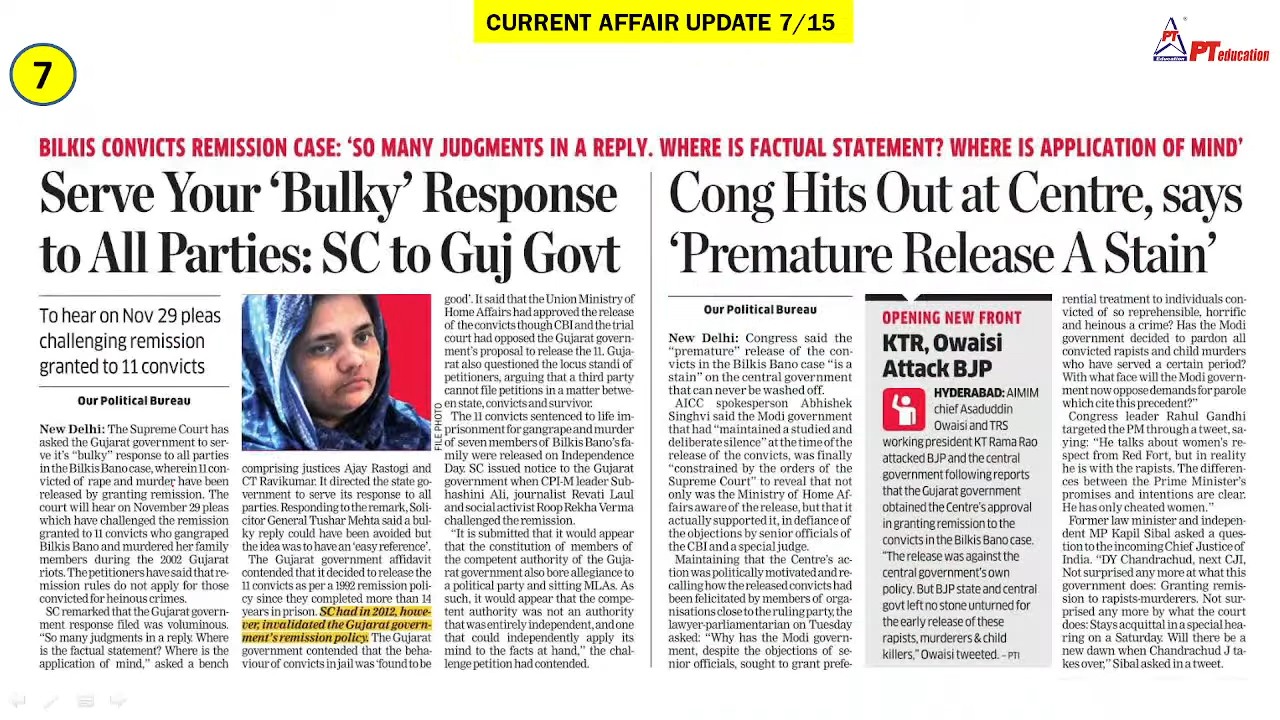 CURRENT AFFAIR UPDATE 7/15
PT
Education
PT education
7
BILKIS CONVICTS REMISSION CASE: ‘SO MANY JUDGMENTS IN A REPLY. WHERE IS FACTUAL STATEMENT? WHERE IS APPLICATION OF MIND’
Serve Your ‘Bulky’ Response
to All Parties: SC to Guj Govt
To hear on Nov 29 pleas
challenging remission
granted to 11 convicts
Our Political Bureau
New Delhi: The Supreme Court has
asked the Gujarat government to ser-
ve it’s “bulky” response to all parties
in the Bilkis Bano case, wherein 11 con-
victed of rape and murder, have been
released by granting remission. The
court will hear on November 29 pleas
which have challenged the remission
granted to 11 convicts who gangraped
Bilkis Bano and murdered her family
members during the 2002 Gujarat
riots. The petitioners have said that re-
mission rules do not apply for those
convicted for heinous crimes.
SC remarked that the Gujarat govern-
ment response filed was voluminous.
“So many judgments in a reply. Where
is the factual statement? Where is the
application of mind,” asked a bench
FILE PHOTO
comprising justices Ajay Rastogi and
CT Ravikumar. It directed the state go-
vernment to serve its response to all
parties. Responding to the remark, Soli-
citor General Tushar Mehta said a bul-
ky reply could have been avoided but
the idea was to have an ‘easy reference’.
The Gujarat government affidavit
contended that it decided to release the
11 convicts as per a 1992 remission poli-
cy since they completed more than 14
years in prison. SC had in 2012, howe-
ver, invalidated the Gujarat govern-
ment’s remission policy. The Gujarat
government contended that the beha-
viour of convicts in jail was ‘found to be
good’. It said that the Union Ministry of
Home Affairs had approved the release
of the convicts though CBI and the trial
court had opposed the Gujarat govern-
ment’s proposal to release the 11. Guja-
rat also questioned the locus standi of
petitioners, arguing that a third party
cannot file petitions in a matter betwe-
en state, convicts and survivor.
The 11 convicts sentenced to life im-
prisonment for gangrape and murder
of seven members of Bilkis Bano’s fa-
mily were released on Independence
Day. SC issued notice to the Gujarat
government when CPI-M leader Sub-
hashini Ali, journalist Revati Laul
and social activist Roop Rekha Verma
challenged the remission.
“It is submitted that it would appear
that the constitution of members of
the competent authority of the Guja-
rat government also bore allegiance to
a political party and sitting MLAs. As
such, it would appear that the compe-
tent authority was not an authority
that was entirely independent, and one
that could independently apply its
mind to the facts at hand,” the chal-
lenge petition had contended.
Cong Hits Out at Centre, says
‘Premature Release A Stain’
Our Political Bureau
New Delhi: Congress said the
“premature” release of the con-
victs in the Bilkis Bano case “is a
stain” on the central government
that can never be washed off.
AICC spokesperson Abhishek
Singhvi said the Modi government
that had “maintained a studied and
deliberate silence” at the time of the
release of the convicts, was finally
“constrained by the orders of the
Supreme Court” to reveal that not
only was the Ministry of Home Af-
fairs aware of the release, but that it
actually supported it, in defiance of
the objections by senior officials of
the CBI and a special judge.
Maintaining that the Centre’s ac-
tion was politically motivated and re-
calling how the released convicts had
been felicitated by members of orga-
nisations close to the ruling party, the
lawyer-parliamentarian on Tuesday
asked: “Why has the Modi govern-
ment, despite the objections of se-
nior officials, sought to grant prefe-
OPENING NEW FRONT
KTR, Owaisi
Attack BJP
HYDERABAD: AIMIM
chief Asaduddin
Owaisi and TRS
working president KT Rama Rao
attacked BJP and the central
government following reports
that the Gujarat government
obtained the Centre’s approval
in granting remission to the
convicts in the Bilkis Bano case.
“The release was against the
central government’s own
policy. But BJP state and central
govt left no stone unturned for
the early release of these
rapists, murderers & child
killers,” Owaisi tweeted. – PTI
rential treatment to individuals con-
victed of so reprehensible, horrific
and heinous a crime? Has the Modi
government decided to pardon all
convicted rapists and child murders
who have served a certain period?
With what face will the Modi govern-
ment now oppose demands for parole
which cite this precedent?”
Congress leader Rahul Gandhi
targeted the PM through a tweet, sa-
ying: “He talks about women’s re-
spect from Red Fort, but in reality
he is with the rapists. The differen-
ces between the Prime Minister’s
promises and intentions are clear.
He has only cheated women.”
Former law minister and indepen-
dent MP Kapil Sibal asked a ques-
tion to the incoming Chief Justice of
India. “DY Chandrachud, next CJI,
Not surprised any more at what this
government does: Granting remis-
sion to rapists-murderers. Not sur-
prised any more by what the court
does: Stays acquittal in a special hea-
ring on a Saturday. Will there be a
new dawn when Chandrachud J ta-
kes over,” Sibal asked in a tweet.